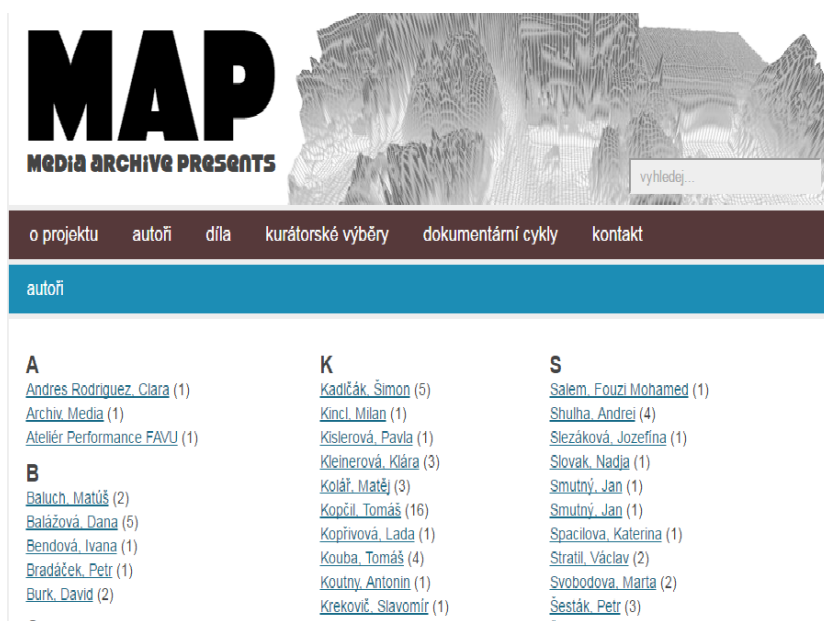 MAP
MEDIA ARCHIVE PRESENTS
vyhledej...
o projektu autoři díla kurátorské výběry dokumentární cykly kontakt
autoři
A
Andres Rodriguez, Clara (1)
Archiv, Media (1)
Ateliér Performance FAVU (1)
B
Baluch, Matúš (2)
Balážová, Dana (5)
Bendová, Ivana (1)
Bradáček, Petr (1)
Burk, David (2)
K
Kadlčák, Šimon (5)
Kincl, Milan (1)
Kislerová, Pavla (1)
Kleinerová, Klára (3)
Kolář, Matěj (3)
Kopčil, Tomáš (16)
Kopřivová, Lada (1)
Kouba, Tomáš (4)
Koutny, Antonin (1)
Krekovič, Slavomír (1)
S
Salem, Fouzi Mohamed (1)
Shulha, Andrei (4)
Slezáková, Jozefína (1)
Slovak, Nadja (1)
Smutný, Jan (1)
Smutný, Jan (1)
Spacilova, Katerina (1)
Stratil, Václav (2)
Svobodova, Marta (2)
Šesták, Petr (3)